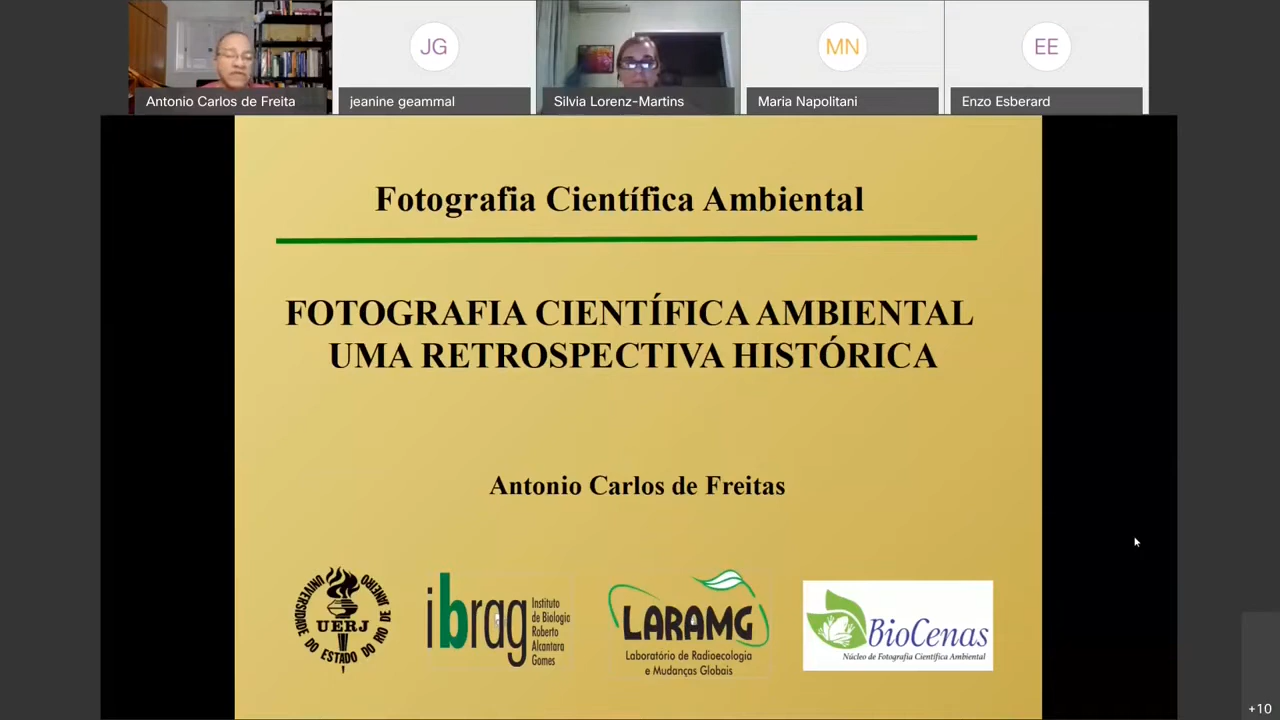 JG
MN
EE
Antonio Carlos de Freita
jeanine geammal
Silvia Lorenz-Martins
Maria Napolitani
Enzo Esberard
Fotografia Científica Ambiental
FOTOGRAFIA CIENTÍFICA AMBIENTAL
UMA RETROSPECTIVA HISTÓRICA
Antonio Carlos de Freitas
UNIVERSIDADE DO ESTADO DO RIO DE JANEIRO
UERJ
ibrag
Instituto
de Biologia
Roberto
Alcantara
Gomes
LARAMG
Laboratório de Radioecologia
e Mudanças Globais
BioCenas
Núcleo de Fotografia Científica Ambiental
+10